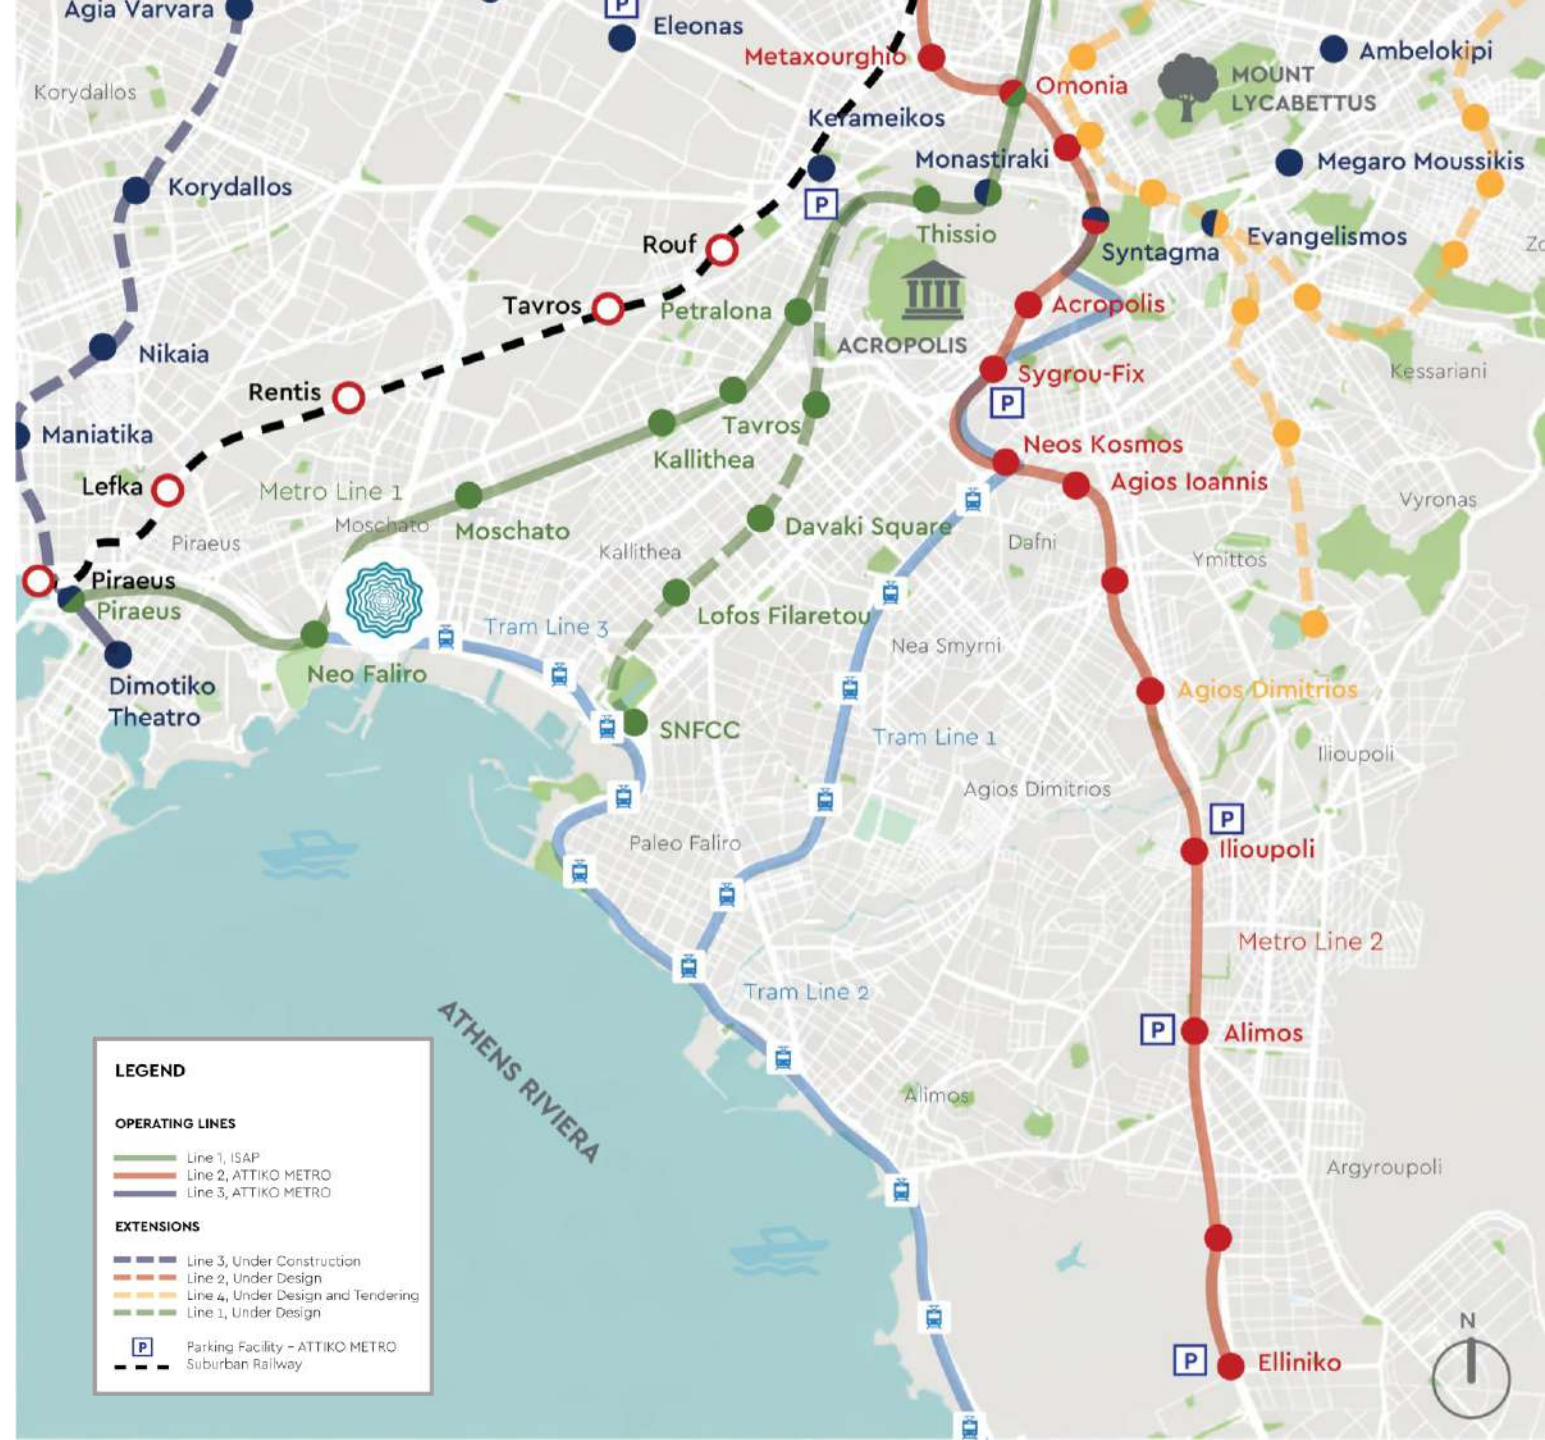 Agia Varvara
P
Eleonas
Metaxourghio
Omonia
MOUNT
LYCABETTUS
Ambelokipi
Korydallos
Kerameikos
Monastiraki
Megaro Moussikis
Korydallos
P
Thissio
Syntagma
Evangelismos
Rouf
Tavros
Petralona
Acropolis
ACROPOLIS
Nikaia
Sygrou-Fix
Kessariani
Rentis
P
Tavros
Maniatika
Neos Kosmos
Kallithea
Lefka
Metro Line 1
Agios Ioannis
Vyronas
Moschato
Moschato
Davaki Square
Piraeus
Kallithea
Dafni
Ymittos
Piraeus
Piraeus
Lofos Filaretou
Tram Line 3
Nea Smyrni
Neo Faliro
Dimotiko
Theatro
Agios Dimitrios
SNFCC
Tram Line 1
Ilioupoli
Agios Dimitrios
P
Paleo Faliro
Ilioupoli
Metro Line 2
Tram Line 2
ATHENS RIVIERA
P
Alimos
LEGEND
Alimos
OPERATING LINES
Line 1, ISAP
Line 2, ATTIKO METRO
Line 3, ATTIKO METRO
Argyroupoli
EXTENSIONS
Line 3, Under Construction
Line 2, Under Design
Line 4, Under Design and Tendering
Line 1, Under Design
P Parking Facility – ATTIKO METRO
Suburban Railway
N
P
Elliniko